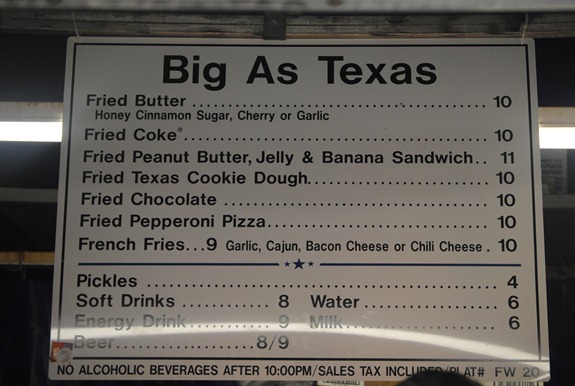 Big As Texas
Fried Butter ........................................ 10
Honey Cinnamon Sugar, Cherry or Garlic
Fried Coke® ........................................ 10
Fried Peanut Butter, Jelly & Banana Sandwich.. 11
Fried Texas Cookie Dough........................ 10
Fried Chocolate .................................... 10
Fried Pepperoni Pizza............................. 10
French Fries...9 Garlic, Cajun, Bacon Cheese or Chili Cheese . 10
Pickles ................................................ 4
Soft Drinks ............ 8 Water .................. 6
Energy Drink ........... 9 Milk..................... 6
Beer..................8/9
NO ALCOHOLIC BEVERAGES AFTER 10:00PM/SALES TAX INCLUDED/PLAT# FW 20